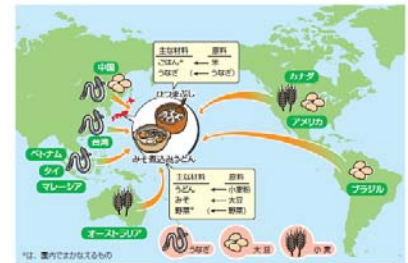 主な材料 原料
ごはん* ← 米
うなぎ (← うなぎ)
ひつまぶし
中国
台湾
ベトナム
タイ
マレーシア
みそ煮込みうどん
カナダ
アメリカ
ブラジル
オーストラリア
主な材料 原料
うどん ← 小麦粉
みそ ← 大豆
野菜* (← 野菜)
うなぎ 大豆 小麦
*は、国内でまかなえるもの